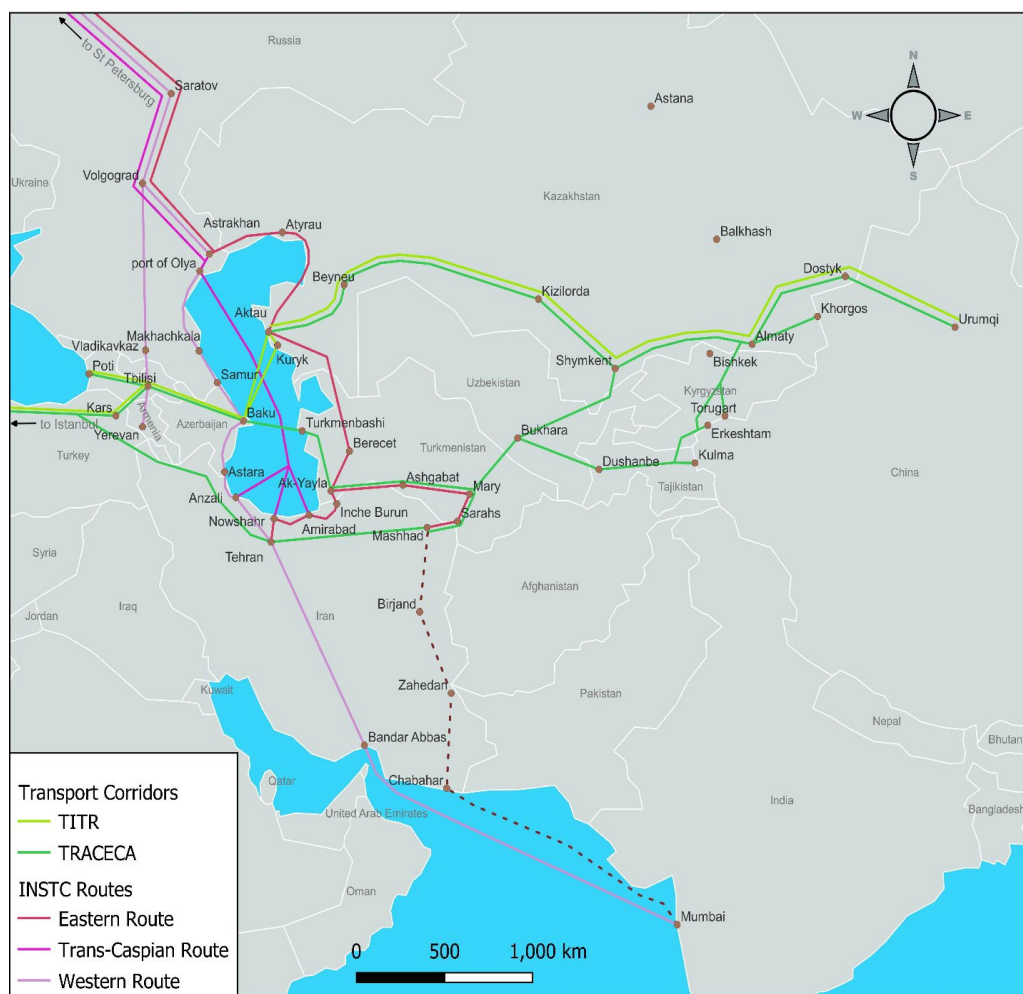 Russia
to St Petersburg
Saratov
Astana
N
W
E
S
Ukraine
Volgograd
Kazakhstan
Astrakhan
Atyrau
Balkhash
port of Olya
Beyneu
Dostyk
Kizilorda
Khorgos
Urumqi
Aktau
Makhachkala
Vladikavkaz
Kuryk
Almaty
Poti
Tbilisi
Samur
Shymkent
Bishkek
Uzbekistan
Kyrgyzstan
Kars
Armenia
Azerbaijan
Baku
Torugart
to Istanbul
Yerevan
Turkmenbashi
Bukhara
Erkeshtam
Turkey
Berecet
Turkmenistan
Dushanbe
Kulma
Astara
Ak-Yayla
Ashgabat
Tajikistan
China
Anzali
Mary
Nowshahr
Inche Burun
Sarahs
Amirabad
Mashhad
Tehran
Syria
Afghanistan
Iraq
Birjand
Jordan
Iran
Kuwait
Zahedan
Pakistan
Nepal
Bandar Abbas
Bhutan
Qatar
Chabahar
India
United Arab Emirates
Bangladesh
Oman
Mumbai
Transport Corridors
TITR
TRACECA
INSTC Routes
Eastern Route
Trans-Caspian Route
Western Route
0 500 1,000 km